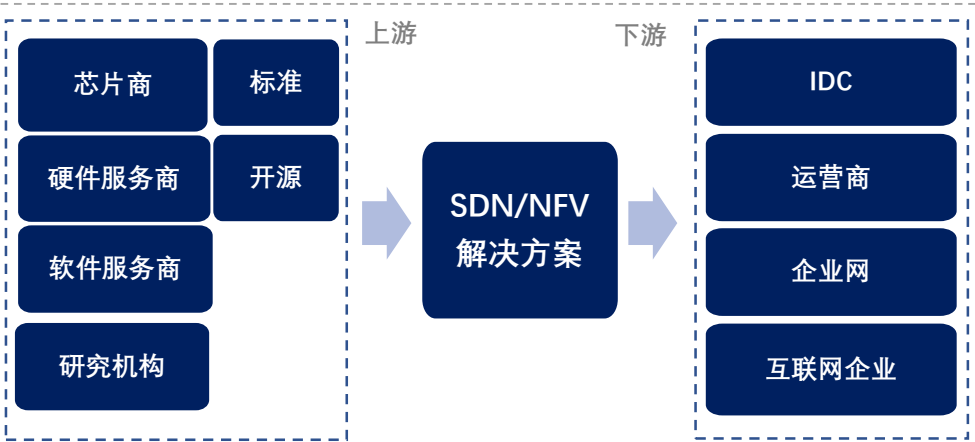 上游
下游
芯片商
标准
硬件服务商
开源
软件服务商
研究机构
SDN/NFV
解决方案
IDC
运营商
企业网
互联网企业